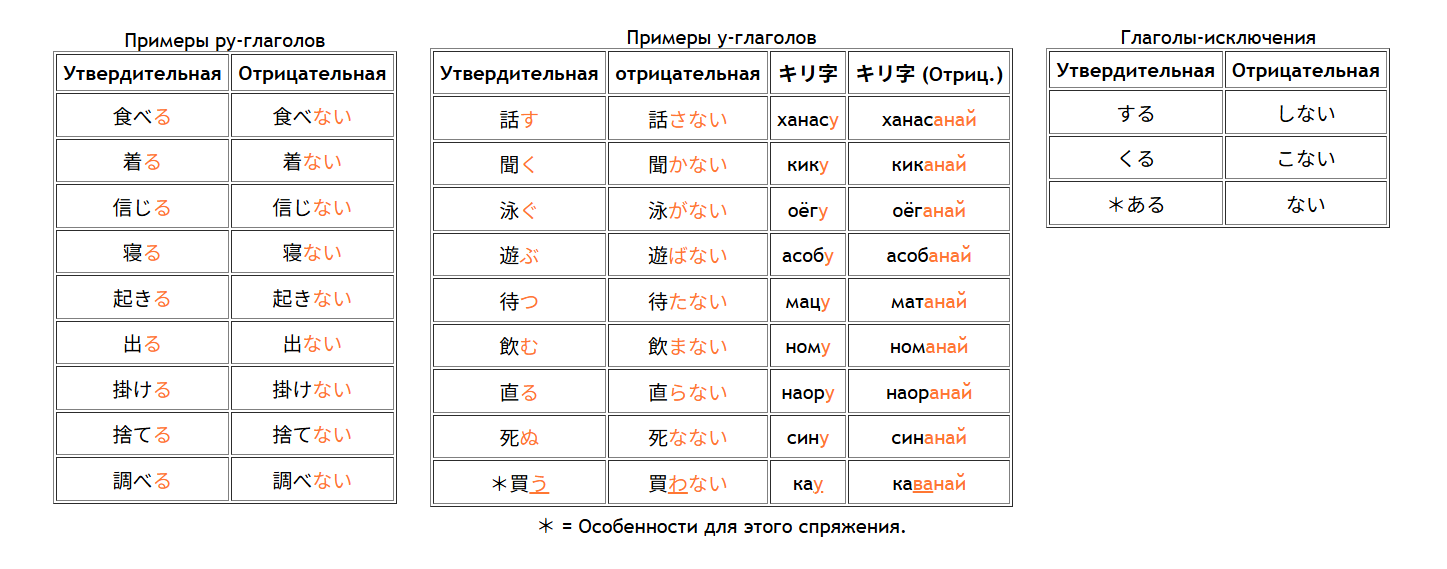 Примеры ру-глаголов
Утвердительная Отрицательная
食べる 食べない
着る 着ない
信じる 信じない
寝る 寝ない
起きる 起きない
出る 出ない
掛ける 掛けない
捨てる 捨てない
調べる 調べない
Примеры у-глаголов
Утвердительная отрицательная キリ字 キリ字 (Отриц.)
話す 話さない ханасу ханасанай
聞く 聞かない кику киканай
泳ぐ 泳がない оёгу оёганай
遊ぶ 遊ばない асобу асобанай
待つ 待たない мацу матанай
飲む 飲まない ному номанай
直る 直らない наору наоранай
死ぬ 死なない сину синанай
＊買う 買わない кау каванай
＊ = Особенности для этого спряжения.
Глаголы-исключения
Утвердительная Отрицательная
する しない
くる こない
＊ある ない